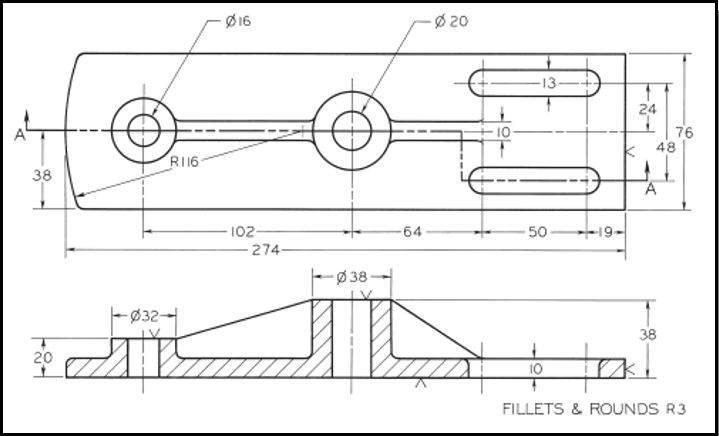 Ø16
Ø 20
13
24
A
10
76
48
R116
38
A
102
64
50
19
274
Ø38
Ø32
20
38
10
FILLETS & ROUNDS R3